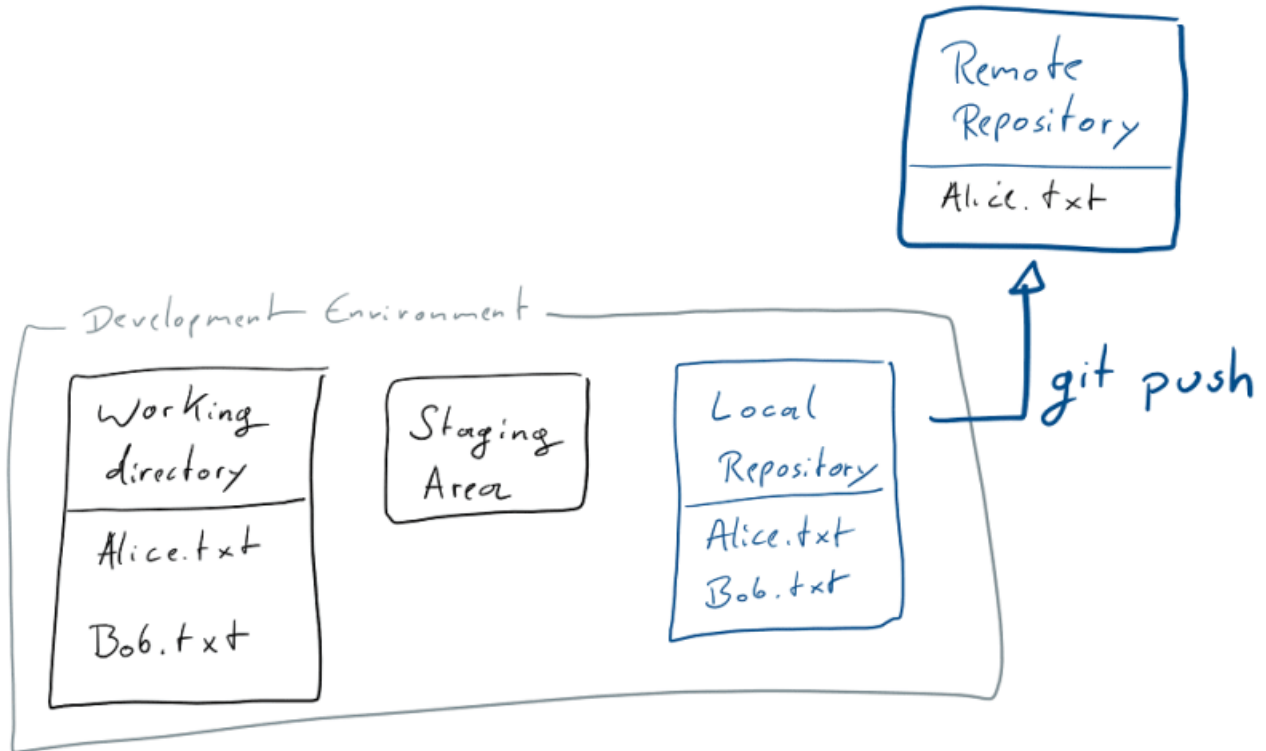 Remote
Repository
Alice.txt
Development Environment
git push
Working
directory
Alice.txt
Bob.txt
Staging
Area
Local
Repository
Alice.txt
Bob.txt